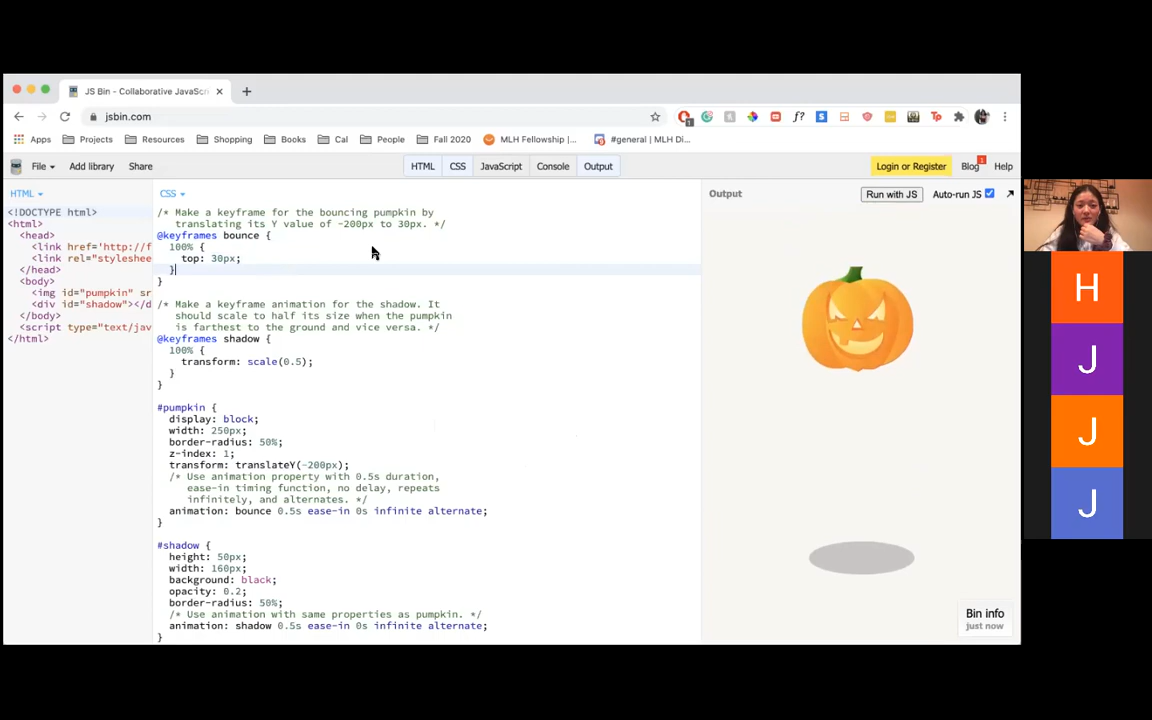 JS Bin - Collaborative JavaScri
jsbin.com
Apps Projects Resources Shopping Books Cal People Fall 2020 MLH Fellowship |... #general | MLH Di...
File Add library Share HTML CSS JavaScript Console Output Login or Register Blog 1 Help
HTML
<!DOCTYPE html>
<html>
<head>
<link href='http://f
<link rel="styleshee
</head>
<body>
<img id="pumpkin" sr
<div id="shadow"></d
</body>
<script type="text/jav
</html>
CSS
/* Make a keyframe for the bouncing pumpkin by
translating its Y value of -200px to 30px. */
@keyframes bounce {
100% {
top: 30px;
}
}
/* Make a keyframe animation for the shadow. It
should scale to half its size when the pumpkin
is farthest to the ground and vice versa. */
@keyframes shadow {
100% {
transform: scale(0.5);
}
}
#pumpkin {
display: block;
width: 250px;
border-radius: 50%;
z-index: 1;
transform: translateY(-200px);
/* Use animation property with 0.5s duration,
ease-in timing function, no delay, repeats
infinitely, and alternates. */
animation: bounce 0.5s ease-in 0s infinite alternate;
}
#shadow {
height: 50px;
width: 160px;
background: black;
opacity: 0.2;
border-radius: 50%;
/* Use animation with same properties as pumpkin. */
animation: shadow 0.5s ease-in 0s infinite alternate;
}
Output Run with JS Auto-run JS
Bin info
just now
H
J
J
J